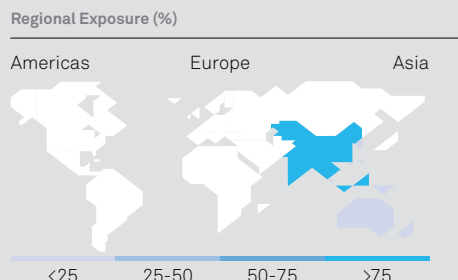 Regional Exposure (%)
Americas Europe Asia
<25 25-50 50-75 >75